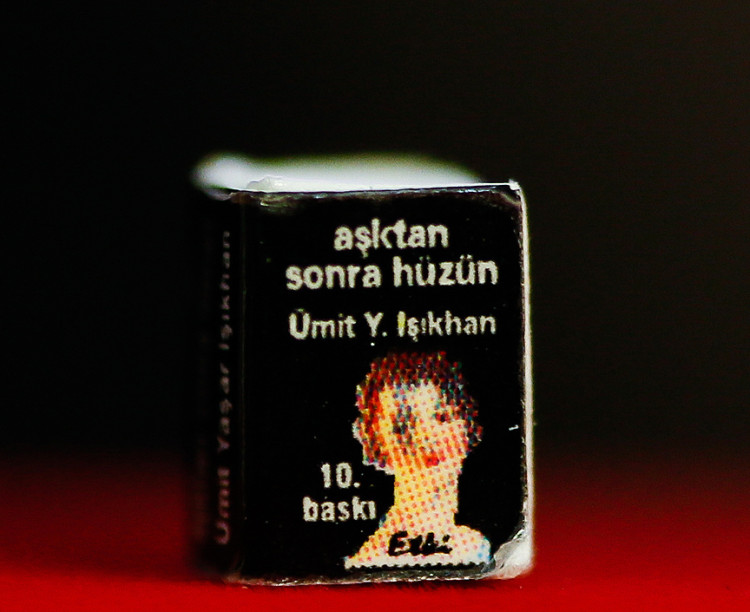 aşktan
sonra hüzün
Ümit Y. Işıkhan
10.
baskı
Ümit Yaşar Işıkhan